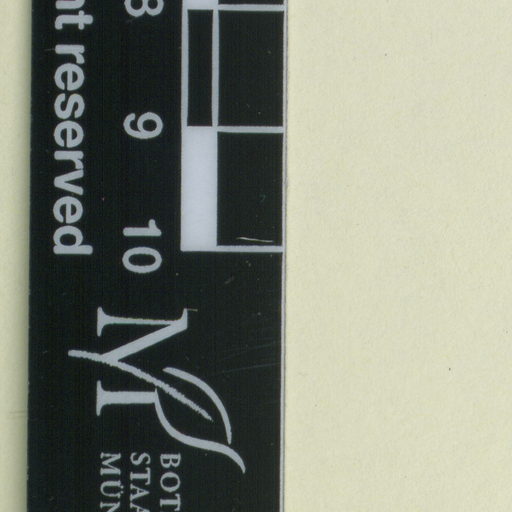 8
9
10
nt reserved
M
BOT
STAA
MÜN